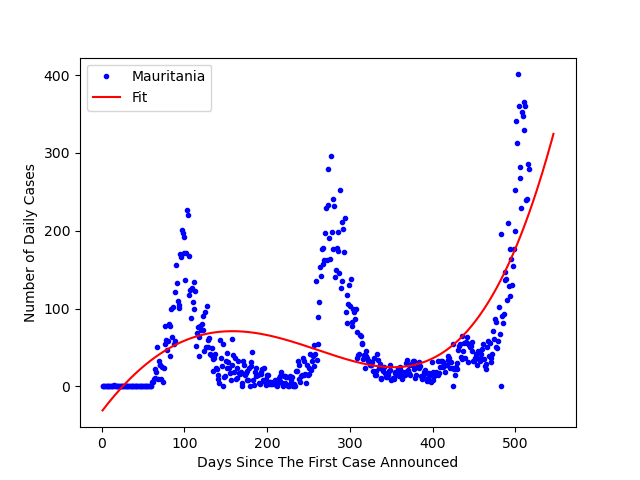 Mauritania
Fit
400
300
200
100
0
Number of Daily Cases
0 100 200 300 400 500
Days Since The First Case Announced